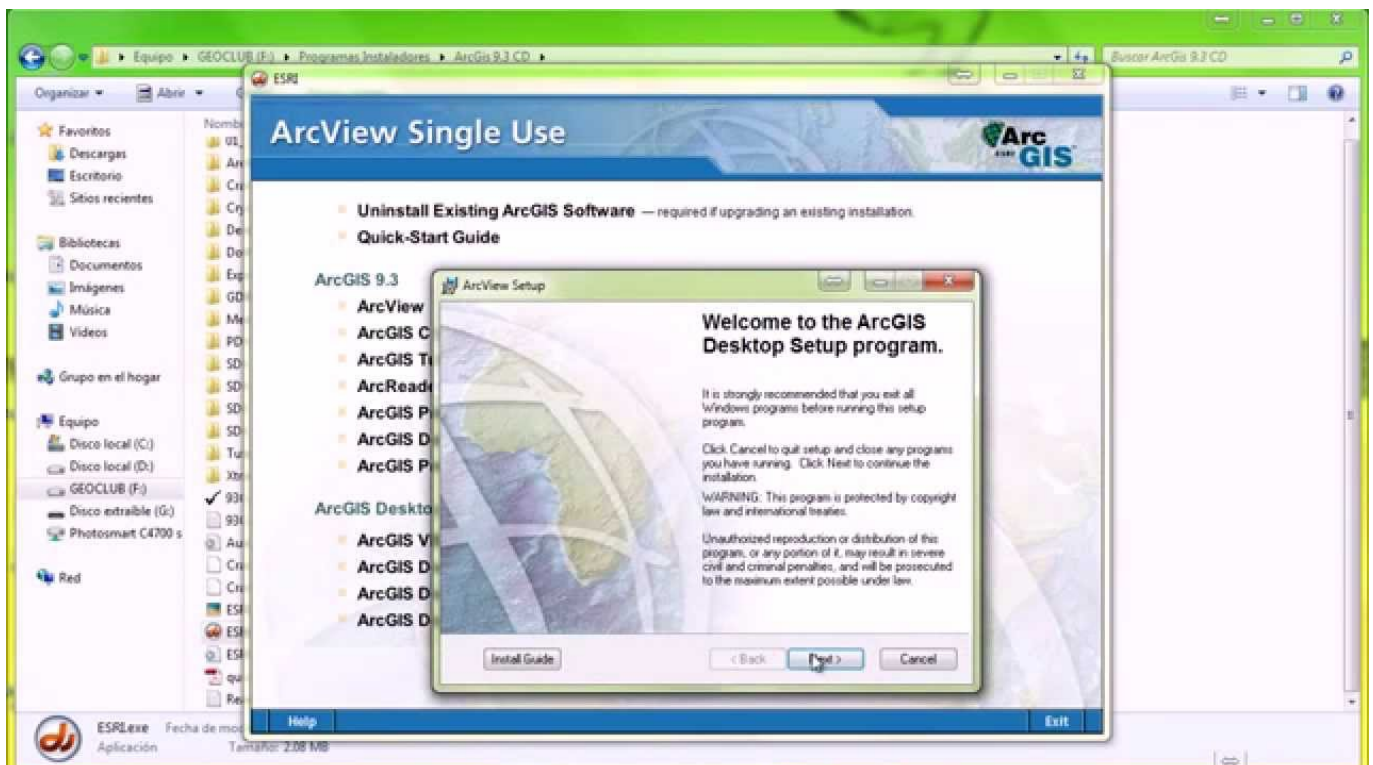 Equipo ▸ GEOCLUB (F:) ▸ Programas Instaladores ▸ ArcGis 9.3 CD ▸
Buscar ArcGis 9.3 CD
ESRI
Organizar
Abrir
Favoritos
Descargas
Escritorio
Sitios recientes
Bibliotecas
Documentos
Imágenes
Música
Videos
Grupo en el hogar
Equipo
Disco local (C:)
Disco local (D:)
GEOCLUB (F:)
Disco extraible (G:)
Photosmart C4700 s
Red
ArcView Single Use
Arc
ESRI GIS
Uninstall Existing ArcGIS Software — required if upgrading an existing installation.
Quick-Start Guide
ArcGIS 9.3
ArcView
ArcGIS C
ArcGIS Tu
ArcReade
ArcGIS P
ArcGIS D
ArcGIS P
ArcGIS Deskto
ArcGIS V
ArcGIS D
ArcGIS D
ArcGIS D
ArcView Setup
Welcome to the ArcGIS
Desktop Setup program.
It is strongly recommended that you exit all
Windows programs before running this setup
program.
Click Cancel to quit setup and close any programs
you have running. Click Next to continue the
installation.
WARNING: This program is protected by copyright
law and international treaties.
Unauthorized reproduction or distribution of this
program, or any portion of it, may result in severe
civil and criminal penalties, and will be prosecuted
to the maximum extent possible under law.
Install Guide
< Back
Next >
Cancel
Help
Exit
ESRI.exe Fecha de mod
Aplicación Tamaño: 2.08 MB